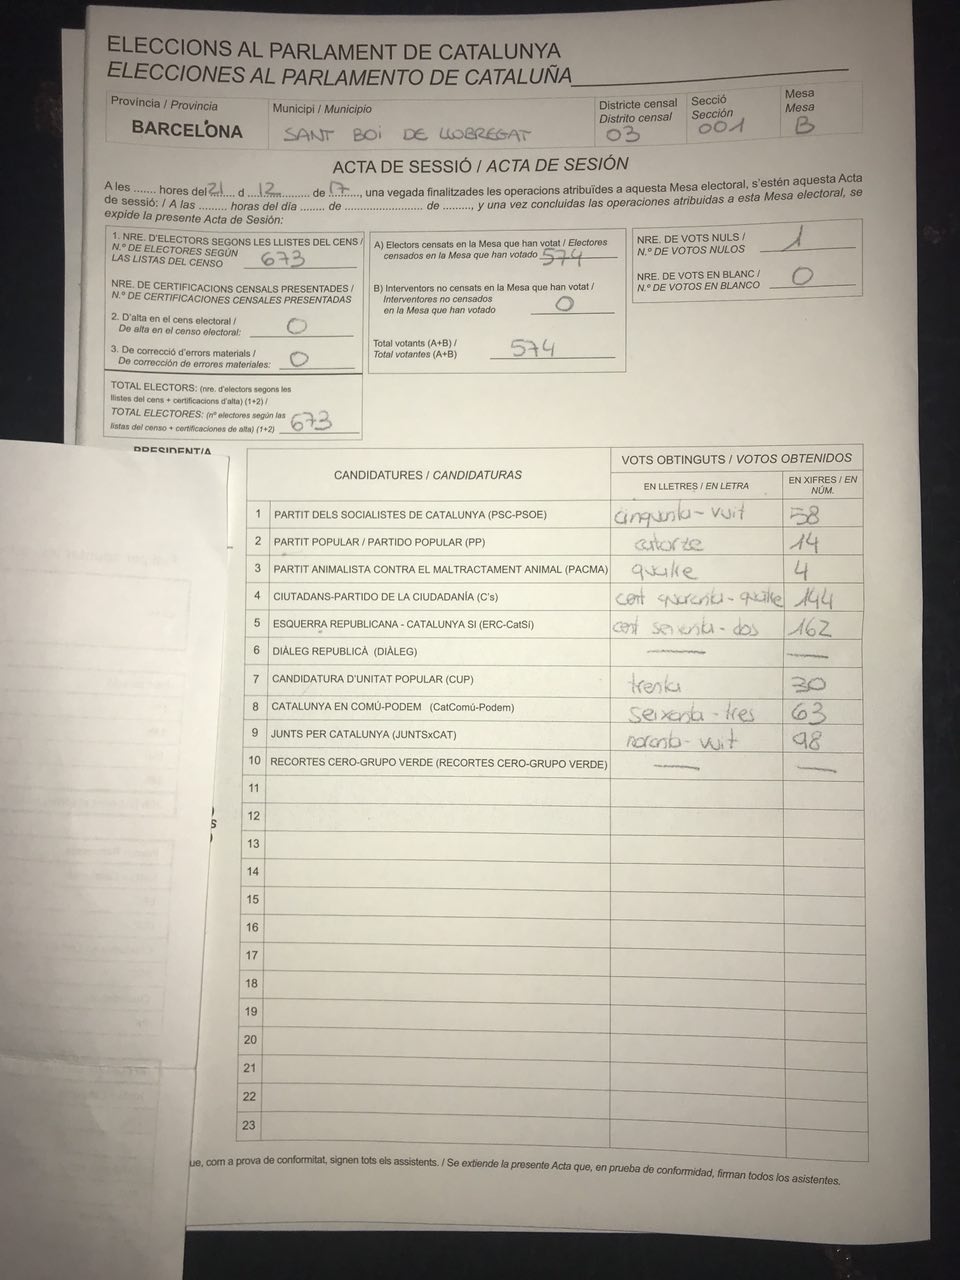 ELECCIONS AL PARLAMENT DE CATALUNYA
ELECCIONES AL PARLAMENTO DE CATALUÑA
Província / Provincia
BARCELONA
Municipi / Municipio
SANT BOI DE LLOBREGAT
Districte censal
Distrito censal
03
Secció
Sección
001
Mesa
Mesa
B
ACTA DE SESSIÓ / ACTA DE SESIÓN
A les ....... hores del 21 d 12 de 17, una vegada finalitzades les operacions atribuïdes a aquesta Mesa electoral, s'estén aquesta Acta
de sessió: / A las ......... horas del día ........ de ..................... de ........., y una vez concluidas las operaciones atribuidas a esta Mesa electoral, se
expide la presente Acta de Sesión:
1. NRE. D'ELECTORS SEGONS LES LLISTES DEL CENS /
N.º DE ELECTORES SEGÚN
LAS LISTAS DEL CENSO 673
NRE. DE CERTIFICACIONS CENSALS PRESENTADES /
N.º DE CERTIFICACIONES CENSALES PRESENTADAS
2. D'alta en el cens electoral /
De alta en el censo electoral: 0
3. De correcció d'errors materials /
De corrección de errores materiales: 0
TOTAL ELECTORS: (nre. d'electors segons les
llistes del cens + certificacions d'alta) (1+2) /
TOTAL ELECTORES: (nº electores según las
listas del censo + certificaciones de alta) (1+2) 673
A) Electors censats en la Mesa que han votat / Electores
censados en la Mesa que han votado 574
B) Interventors no censats en la Mesa que han votat /
Interventores no censados
en la Mesa que han votado 0
Total votants (A+B) /
Total votantes (A+B) 574
NRE. DE VOTS NULS /
N.º DE VOTOS NULOS 1
NRE. DE VOTS EN BLANC /
N.º DE VOTOS EN BLANCO 0
PRESIDENT/A
CANDIDATURES / CANDIDATURAS
VOTS OBTINGUTS / VOTOS OBTENIDOS
EN LLETRES / EN LETRA
EN XIFRES / EN
NÚM.
1 PARTIT DELS SOCIALISTES DE CATALUNYA (PSC-PSOE) cinquanta-vuit 58
2 PARTIT POPULAR / PARTIDO POPULAR (PP) catorze 14
3 PARTIT ANIMALISTA CONTRA EL MALTRACTAMENT ANIMAL (PACMA) quatre 4
4 CIUTADANS-PARTIDO DE LA CIUDADANÍA (C's) cent quaranta-quatre 144
5 ESQUERRA REPUBLICANA - CATALUNYA SI (ERC-CatSI) cent seixanta-dos 162
6 DIÀLEG REPUBLICÀ (DIÀLEG) — —
7 CANDIDATURA D'UNITAT POPULAR (CUP) trenta 30
8 CATALUNYA EN COMÚ-PODEM (CatComú-Podem) seixanta-tres 63
9 JUNTS PER CATALUNYA (JUNTSxCAT) noranta-vuit 98
10 RECORTES CERO-GRUPO VERDE (RECORTES CERO-GRUPO VERDE) — —
11
12
13
14
15
16
17
18
19
20
21
22
23
ue, com a prova de conformitat, signen tots els assistents. / Se extiende la presente Acta que, en prueba de conformidad, firman todos los asistentes.